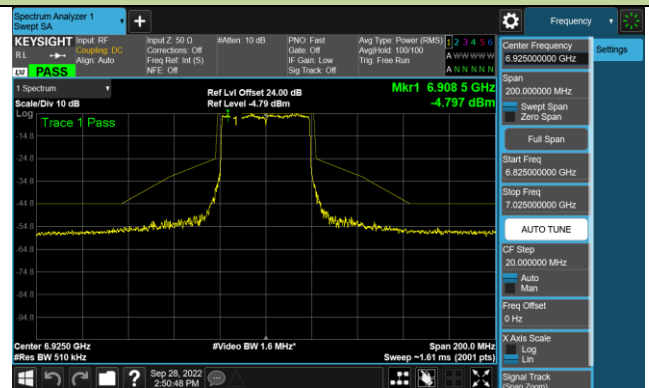 Spectrum Analyzer 1
Swept SA
Frequency
KEYSIGHT
RL
LXI
PASS
Input: RF
Coupling: DC
Align: Auto
Input Z: 50 Ω
Corrections: Off
Freq Ref: Int (S)
NFE: Off
#Atten: 10 dB
PNO: Fast
Gate: Off
IF Gain: Low
Sig Track: Off
Avg Type: Power (RMS)
Avg|Hold: 100/100
Trig: Free Run
1 2 3 4 5 6
A W W W W W
A N N N N N
1 Spectrum
Scale/Div 10 dB
Ref Lvl Offset 24.00 dB
Ref Level -4.79 dBm
Mkr1 6.908 5 GHz
-4.797 dBm
Log
Trace 1 Pass
1
-14.8
-24.8
-34.8
-44.8
-54.8
-64.8
-74.8
-84.8
-94.8
Center 6.9250 GHz
#Res BW 510 kHz
#Video BW 1.6 MHz*
Span 200.0 MHz
Sweep ~1.61 ms (2001 pts)
Sep 28, 2022
2:50:48 PM
?
Center Frequency
6.925000000 GHz
Settings
Span
200.000000 MHz
Swept Span
Zero Span
Full Span
Start Freq
6.825000000 GHz
Stop Freq
7.025000000 GHz
AUTO TUNE
CF Step
20.000000 MHz
Auto
Man
Freq Offset
0 Hz
X Axis Scale
Log
Lin
Signal Track
(Span Zoom)